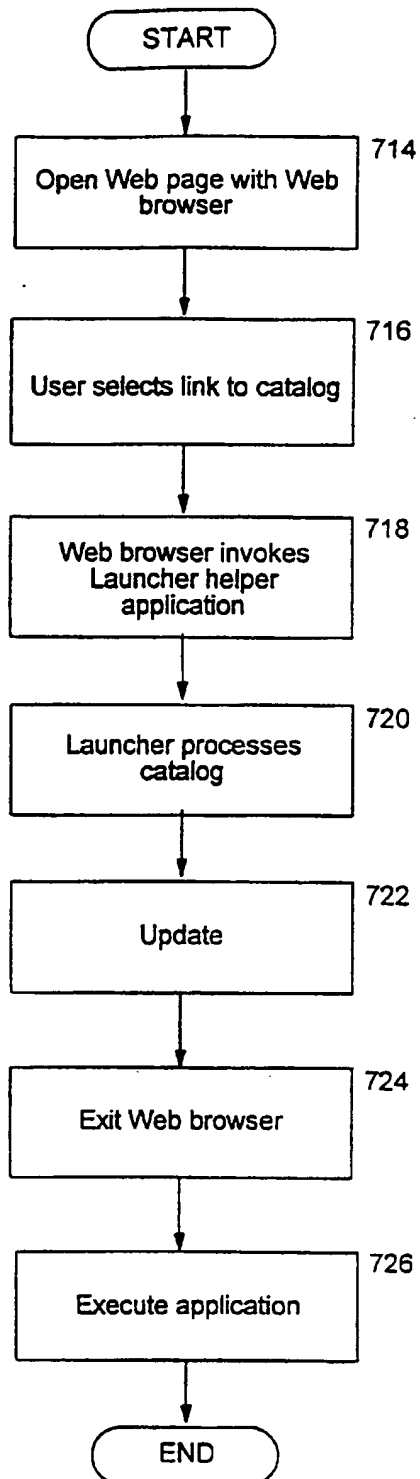 START
714
Open Web page with Web
browser
716
User selects link to catalog
718
Web browser invokes
Launcher helper
application
720
Launcher processes
catalog
722
Update
724
Exit Web browser
726
Execute application
END